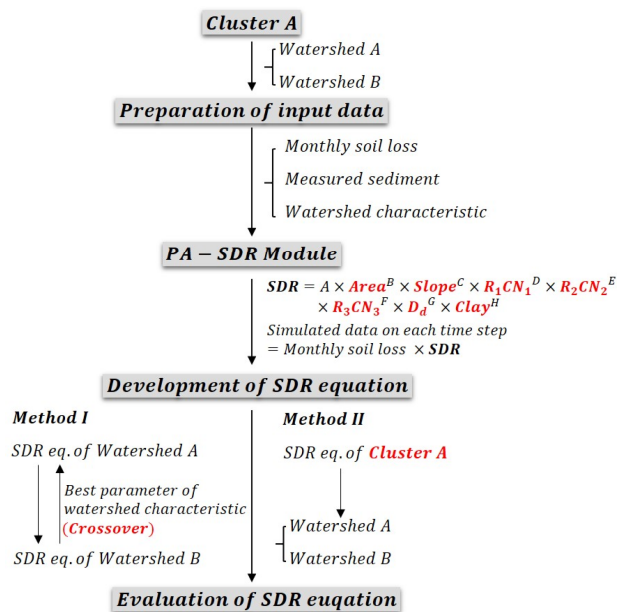 Cluster A
Watershed A
Watershed B
Preparation of input data
Monthly soil loss
Measured sediment
Watershed characteristic
PA − SDR Module
SDR = A × Area^B × Slope^C × R₁CN₁^D × R₂CN₂^E
× R₃CN₃^F × D_d^G × Clay^H
Simulated data on each time step
= Monthly soil loss × SDR
Development of SDR equation
Method I
SDR eq. of Watershed A
Best parameter of
watershed characteristic
(Crossover)
SDR eq. of Watershed B
Method II
SDR eq. of Cluster A
Watershed A
Watershed B
Evaluation of SDR euqation